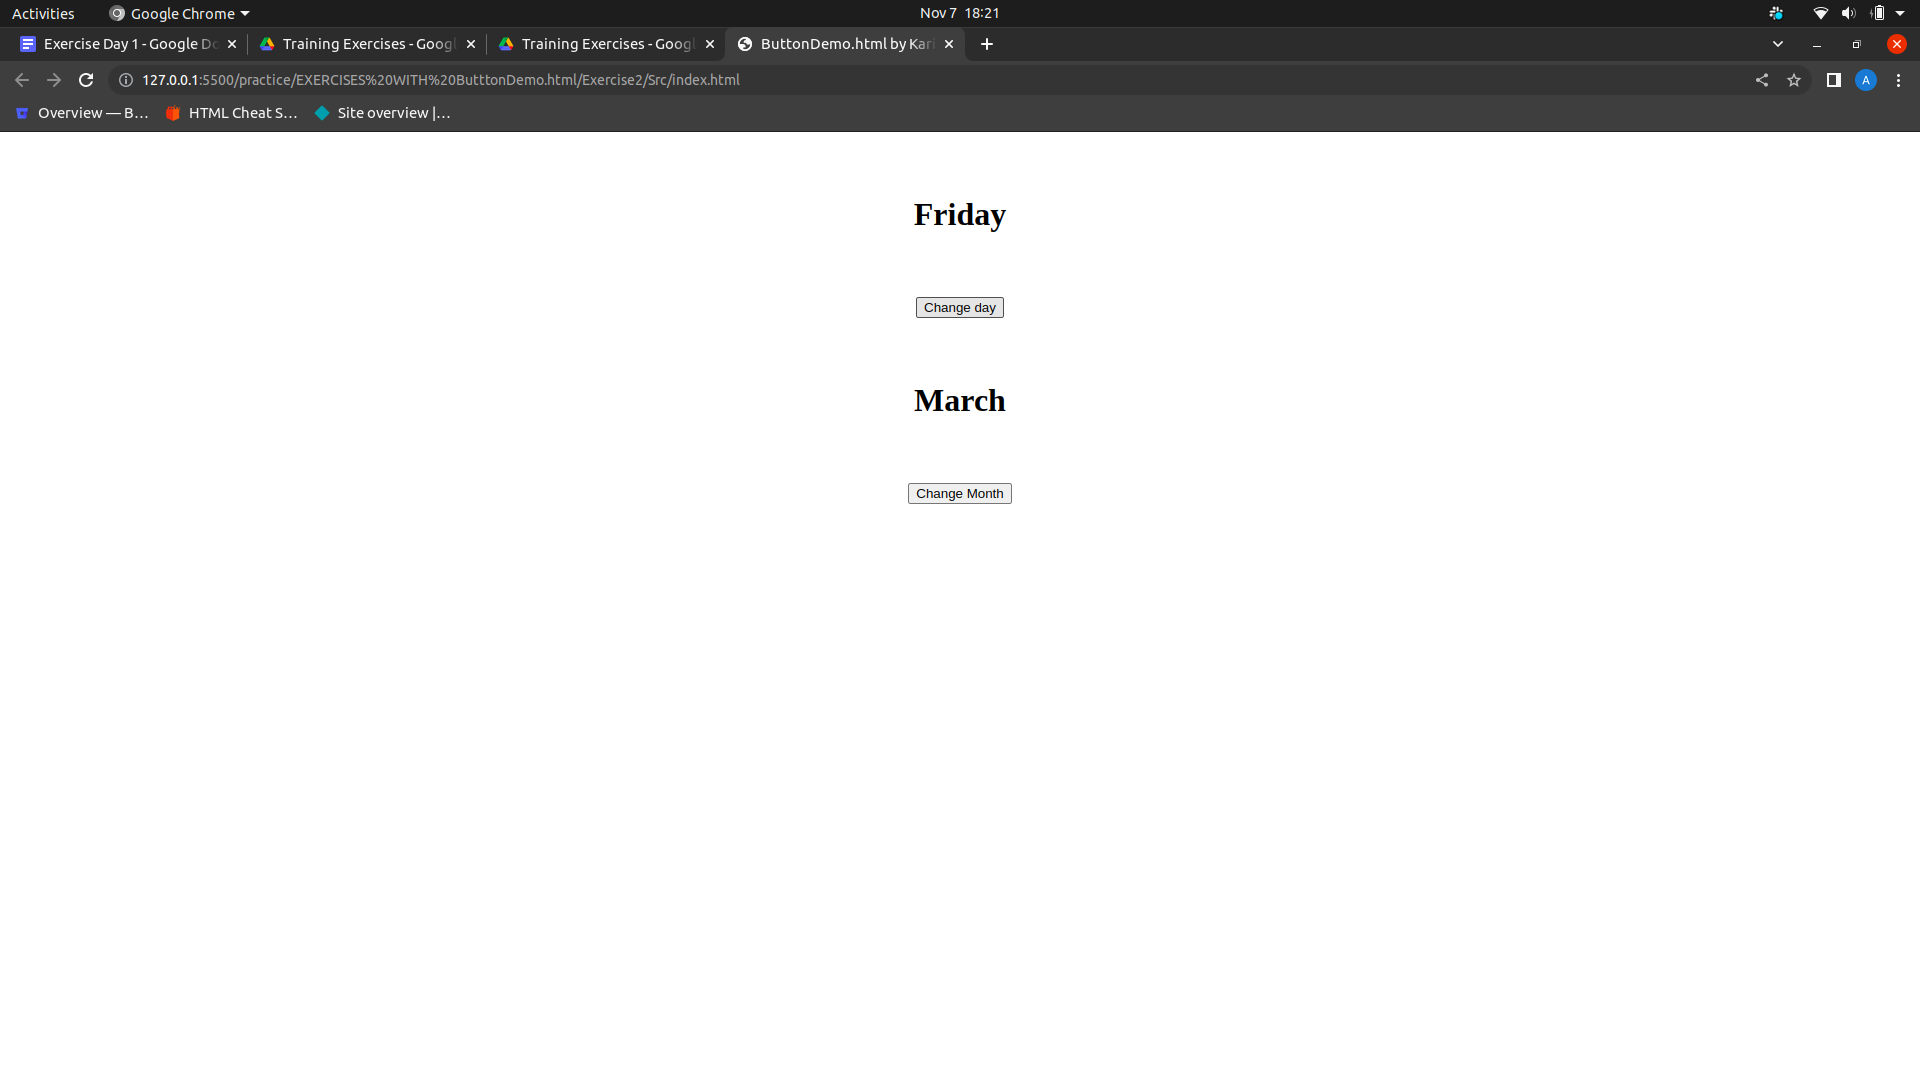 Activities Google Chrome Nov 7 18:21
Exercise Day 1 - Google Do Training Exercises - Googl Training Exercises - Googl ButtonDemo.html by Kari
127.0.0.1:5500/practice/EXERCISES%20WITH%20ButttonDemo.html/Exercise2/Src/index.html A
Overview — B… HTML Cheat S… Site overview |…
Friday
Change day
March
Change Month